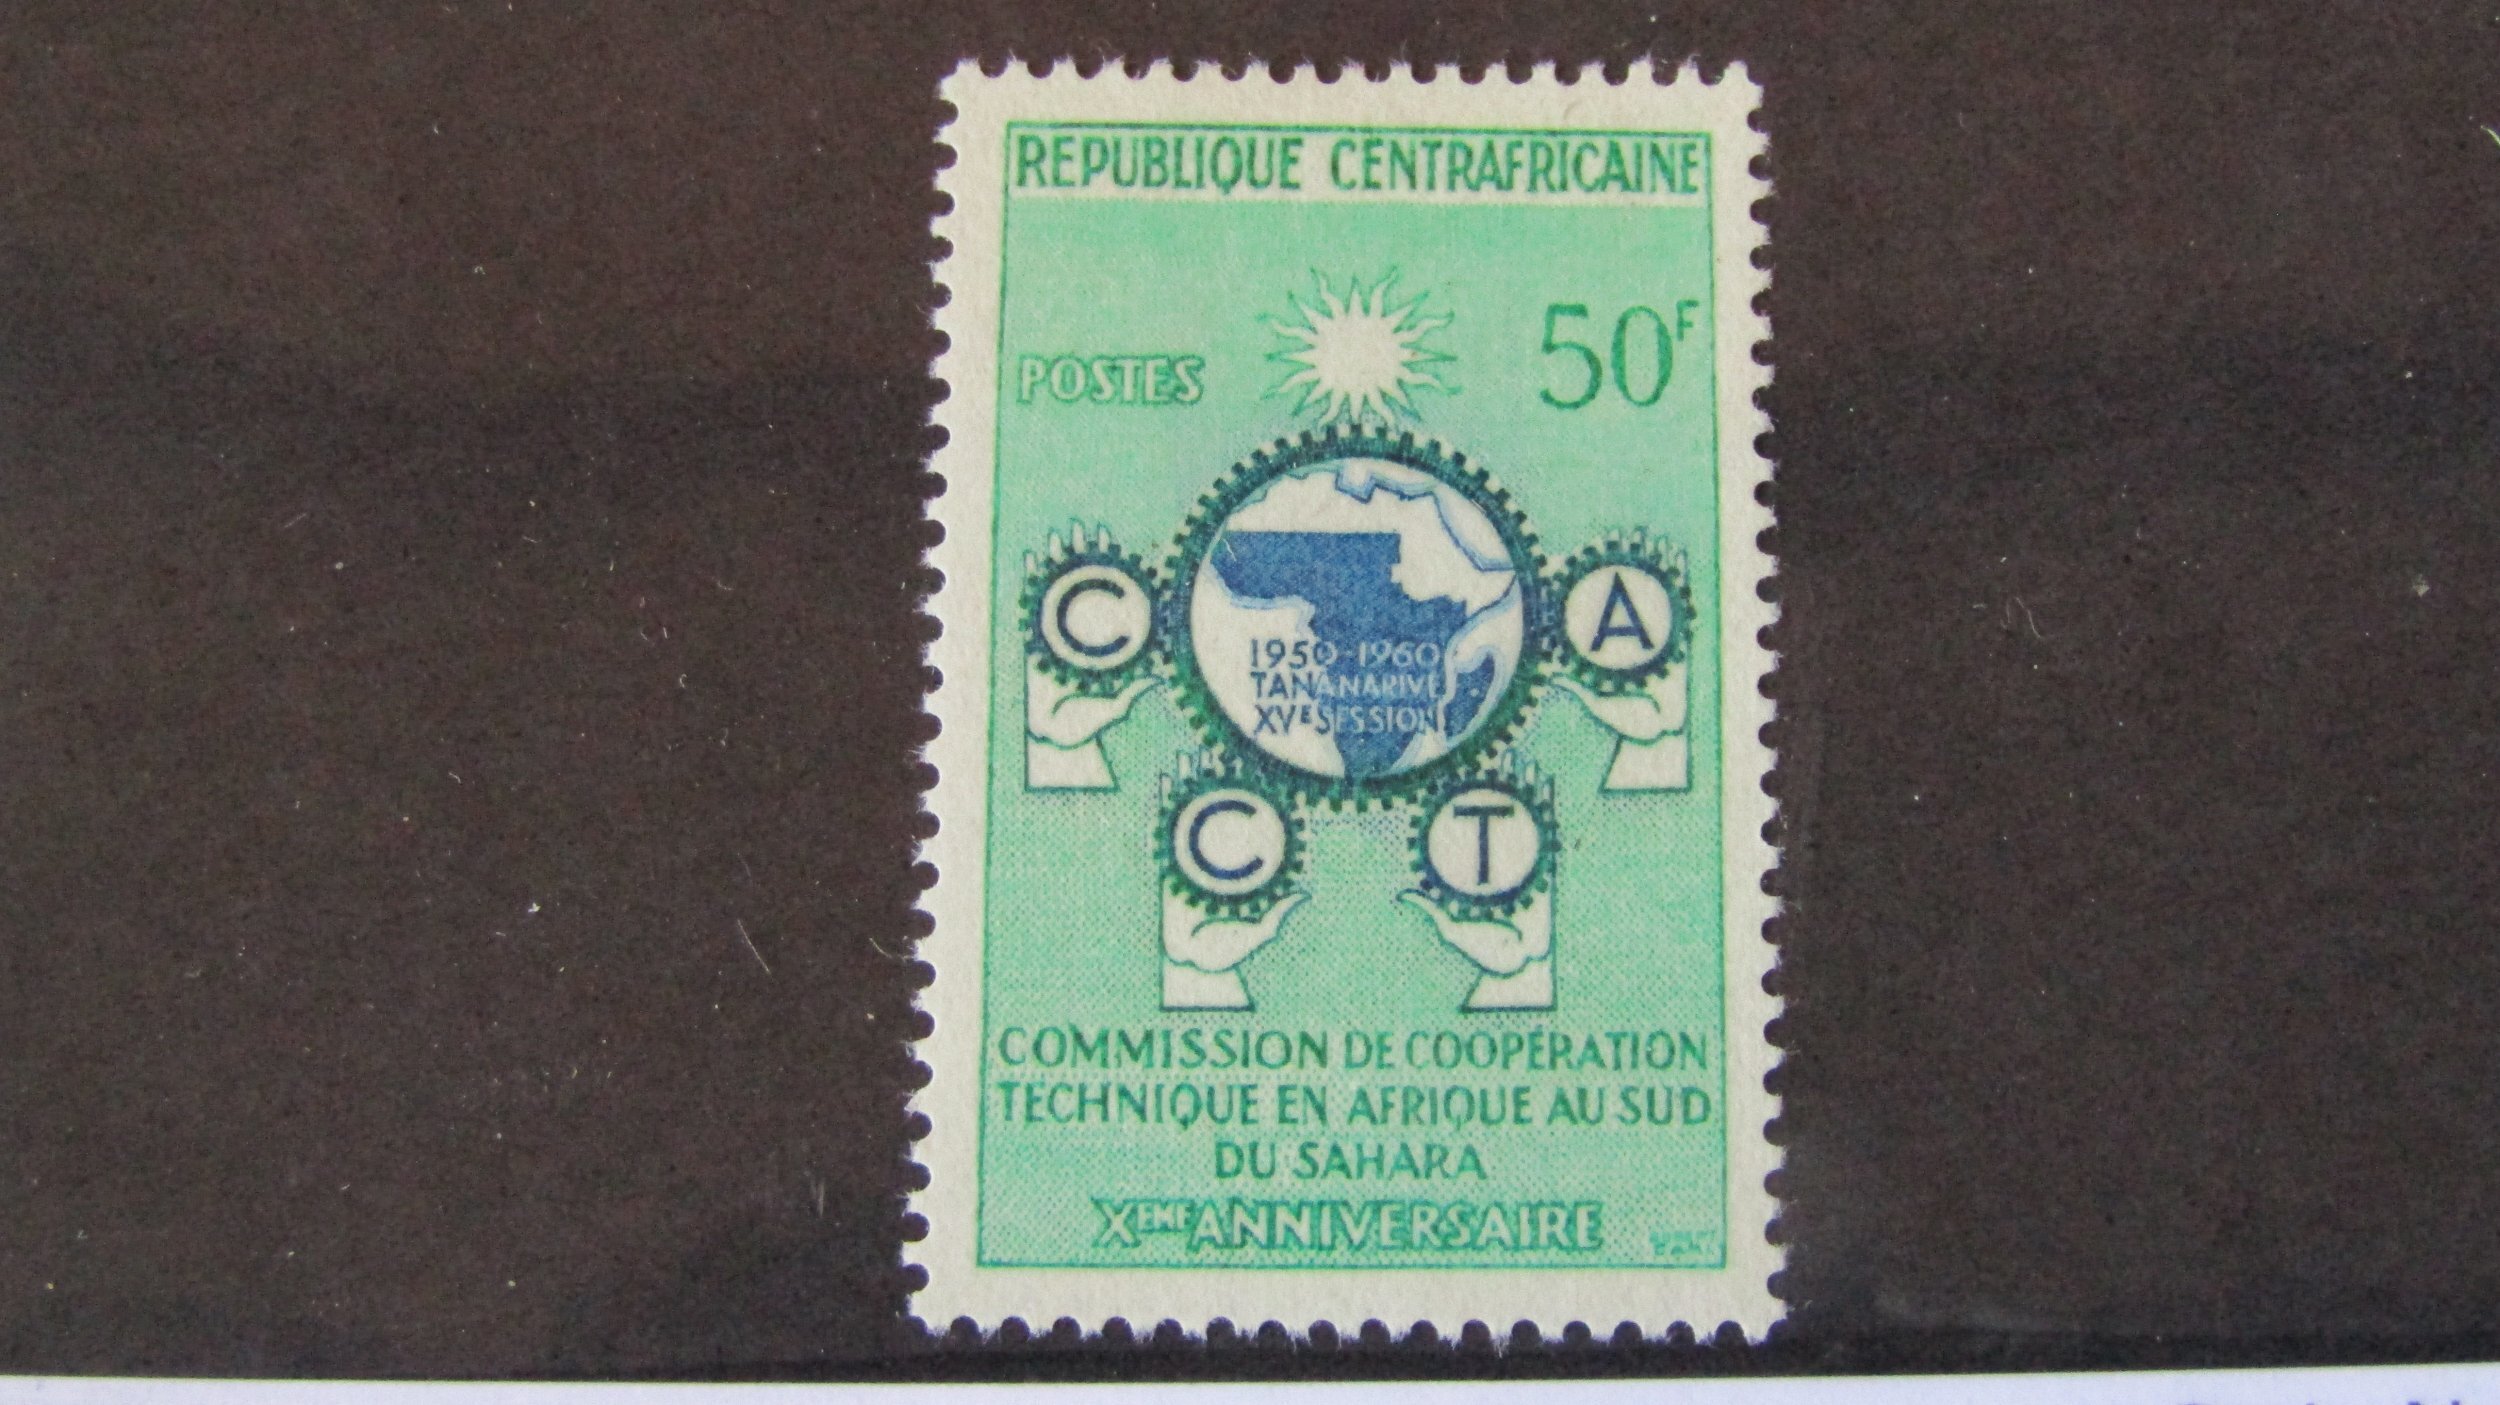 REPUBLIQUE CENTRAFRICAINE
POSTES
50F
C
A
1950-1960
TANANARIVE
XVE SESSION
C
T
COMMISSION DE COOPÉRATION
TECHNIQUE EN AFRIQUE AU SUD
DU SAHARA
XEME ANNIVERSAIRE